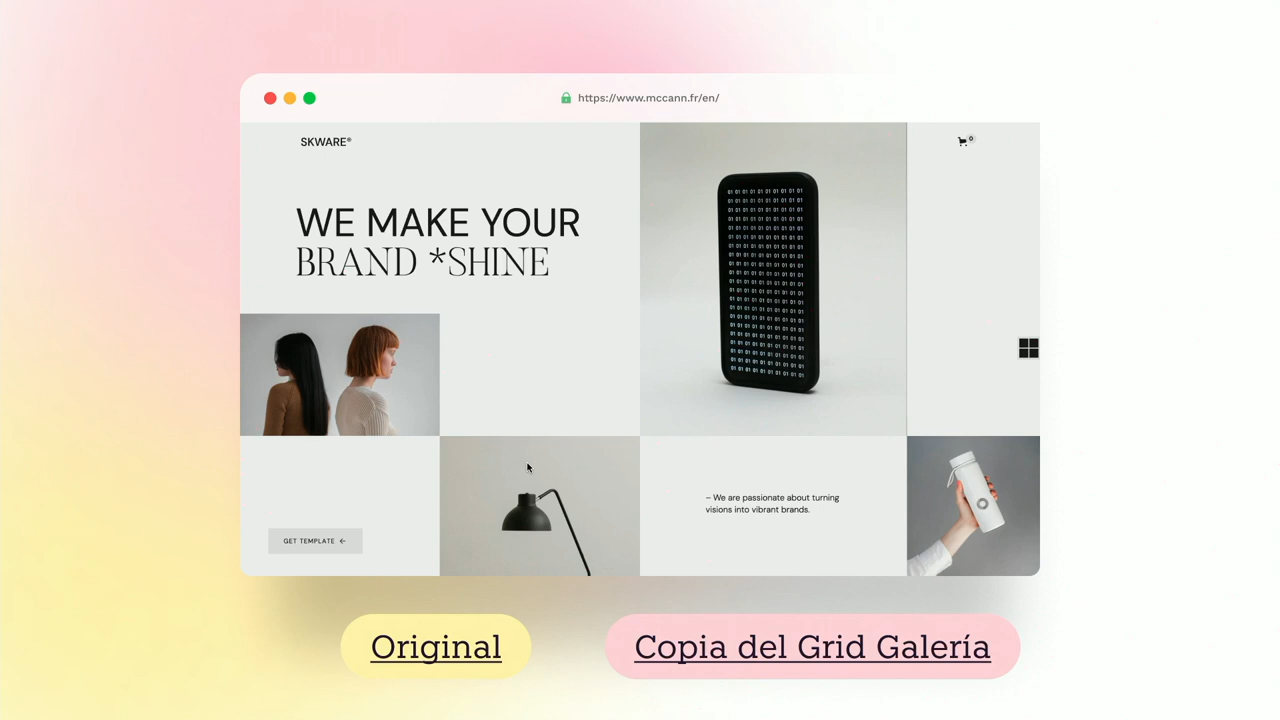 https://www.mccann.fr/en/
SKWARE®
0
WE MAKE YOUR
BRAND *SHINE
– We are passionate about turning
visions into vibrant brands.
GET TEMPLATE
Original
Copia del Grid Galería